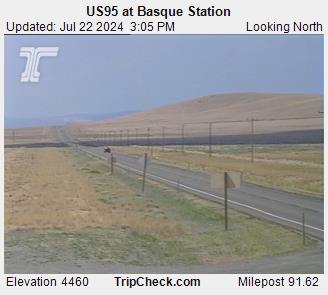 US95 at Basque Station
Updated: Jul 22 2024 3:05 PM Looking North
Elevation 4460 TripCheck.com Milepost 91.62